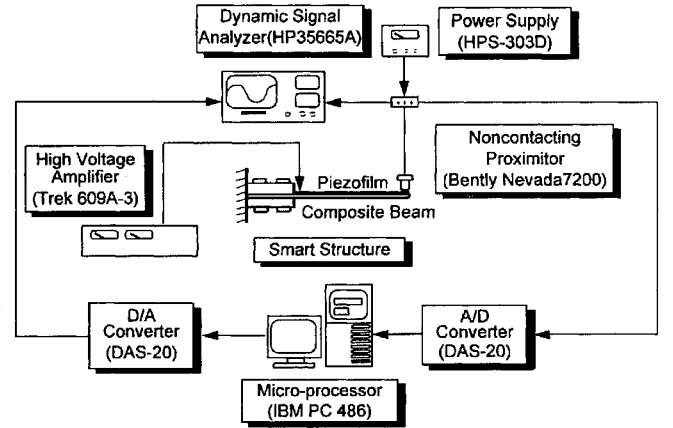 Dynamic Signal
Analyzer(HP35665A)
Power Supply
(HPS-303D)
High Voltage
Amplifier
(Trek 609A-3)
Noncontacting
Proximitor
(Bently Nevada7200)
Piezofilm
Composite Beam
Smart Structure
D/A
Converter
(DAS-20)
A/D
Converter
(DAS-20)
Micro-processor
(IBM PC 486)